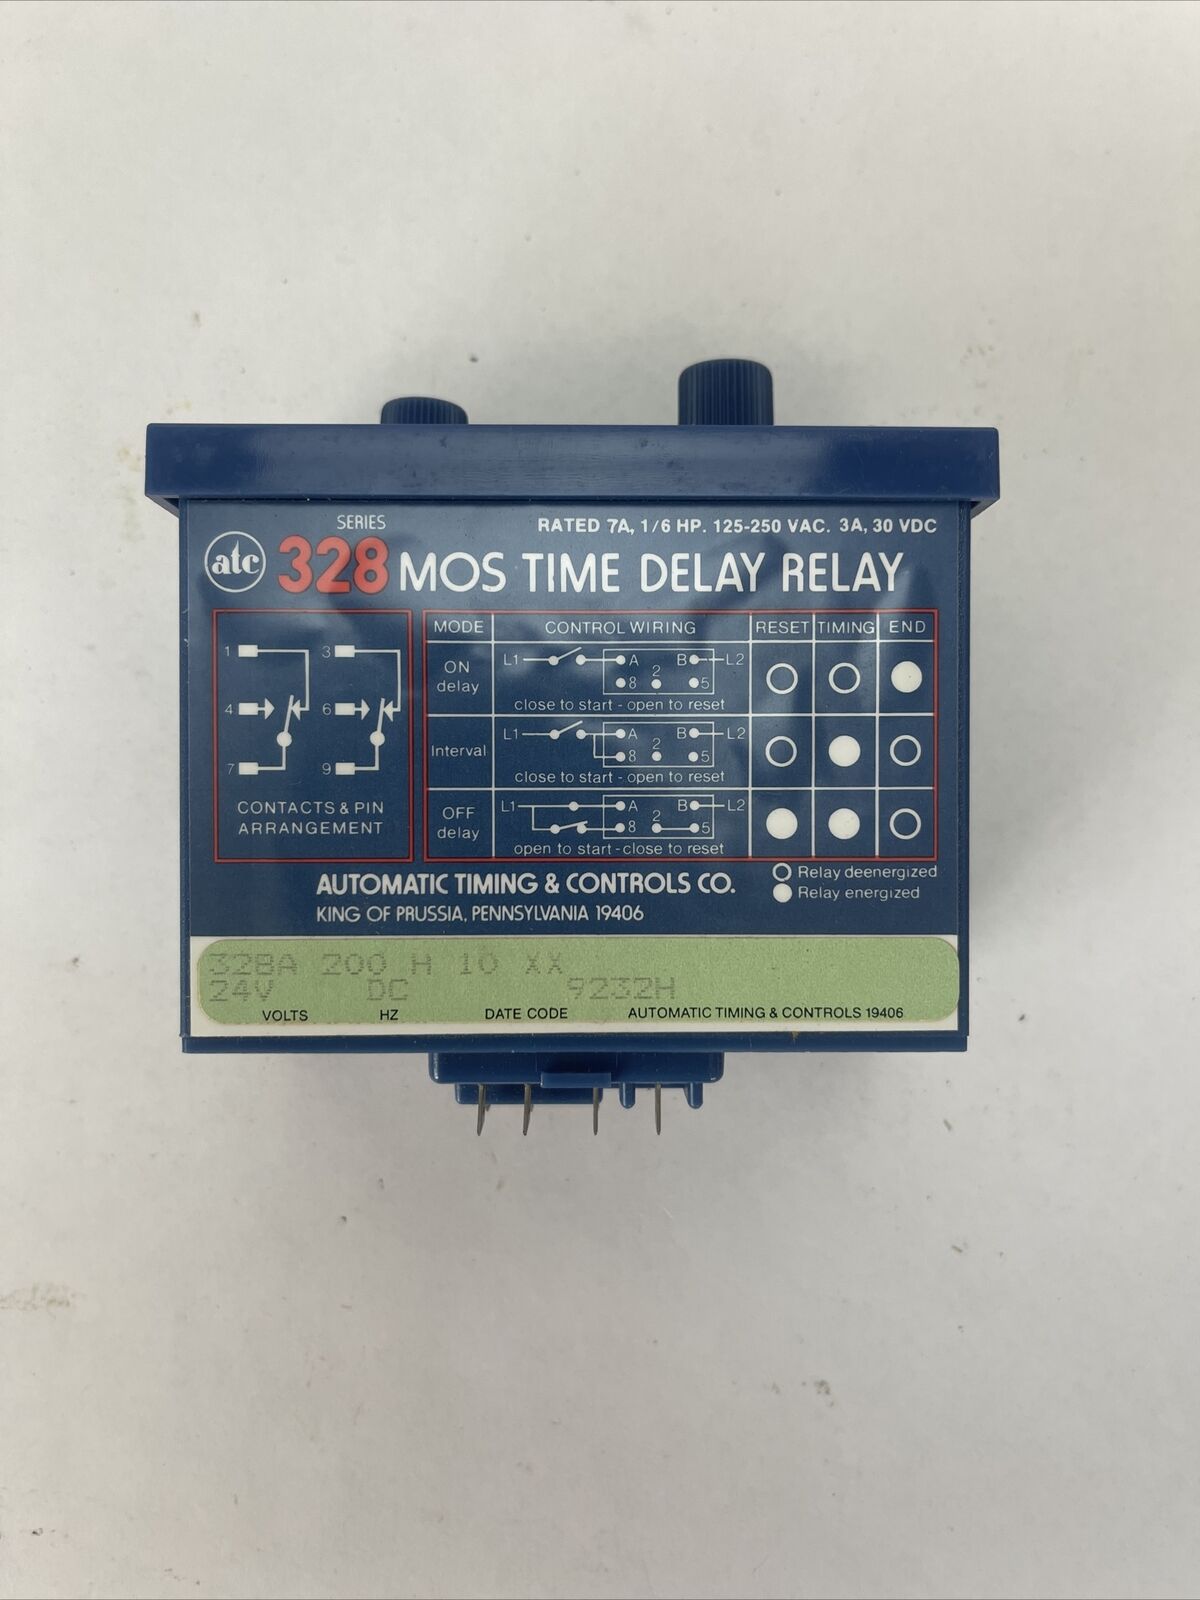 SERIES
RATED 7A, 1/6 HP. 125-250 VAC. 3A, 30 VDC
atc 328 MOS TIME DELAY RELAY
1 3
4 6
7 9
CONTACTS & PIN
ARRANGEMENT
MODE CONTROL WIRING RESET TIMING END
ON
delay
L1 A B L2
8 2 5
close to start - open to reset
Interval
L1 A B L2
8 2 5
close to start - open to reset
OFF
delay
L1 A B L2
8 2 5
open to start - close to reset
Relay deenergized
Relay energized
AUTOMATIC TIMING & CONTROLS CO.
KING OF PRUSSIA, PENNSYLVANIA 19406
328A 200 H 10 XX
24V DC 9232H
VOLTS HZ DATE CODE AUTOMATIC TIMING & CONTROLS 19406